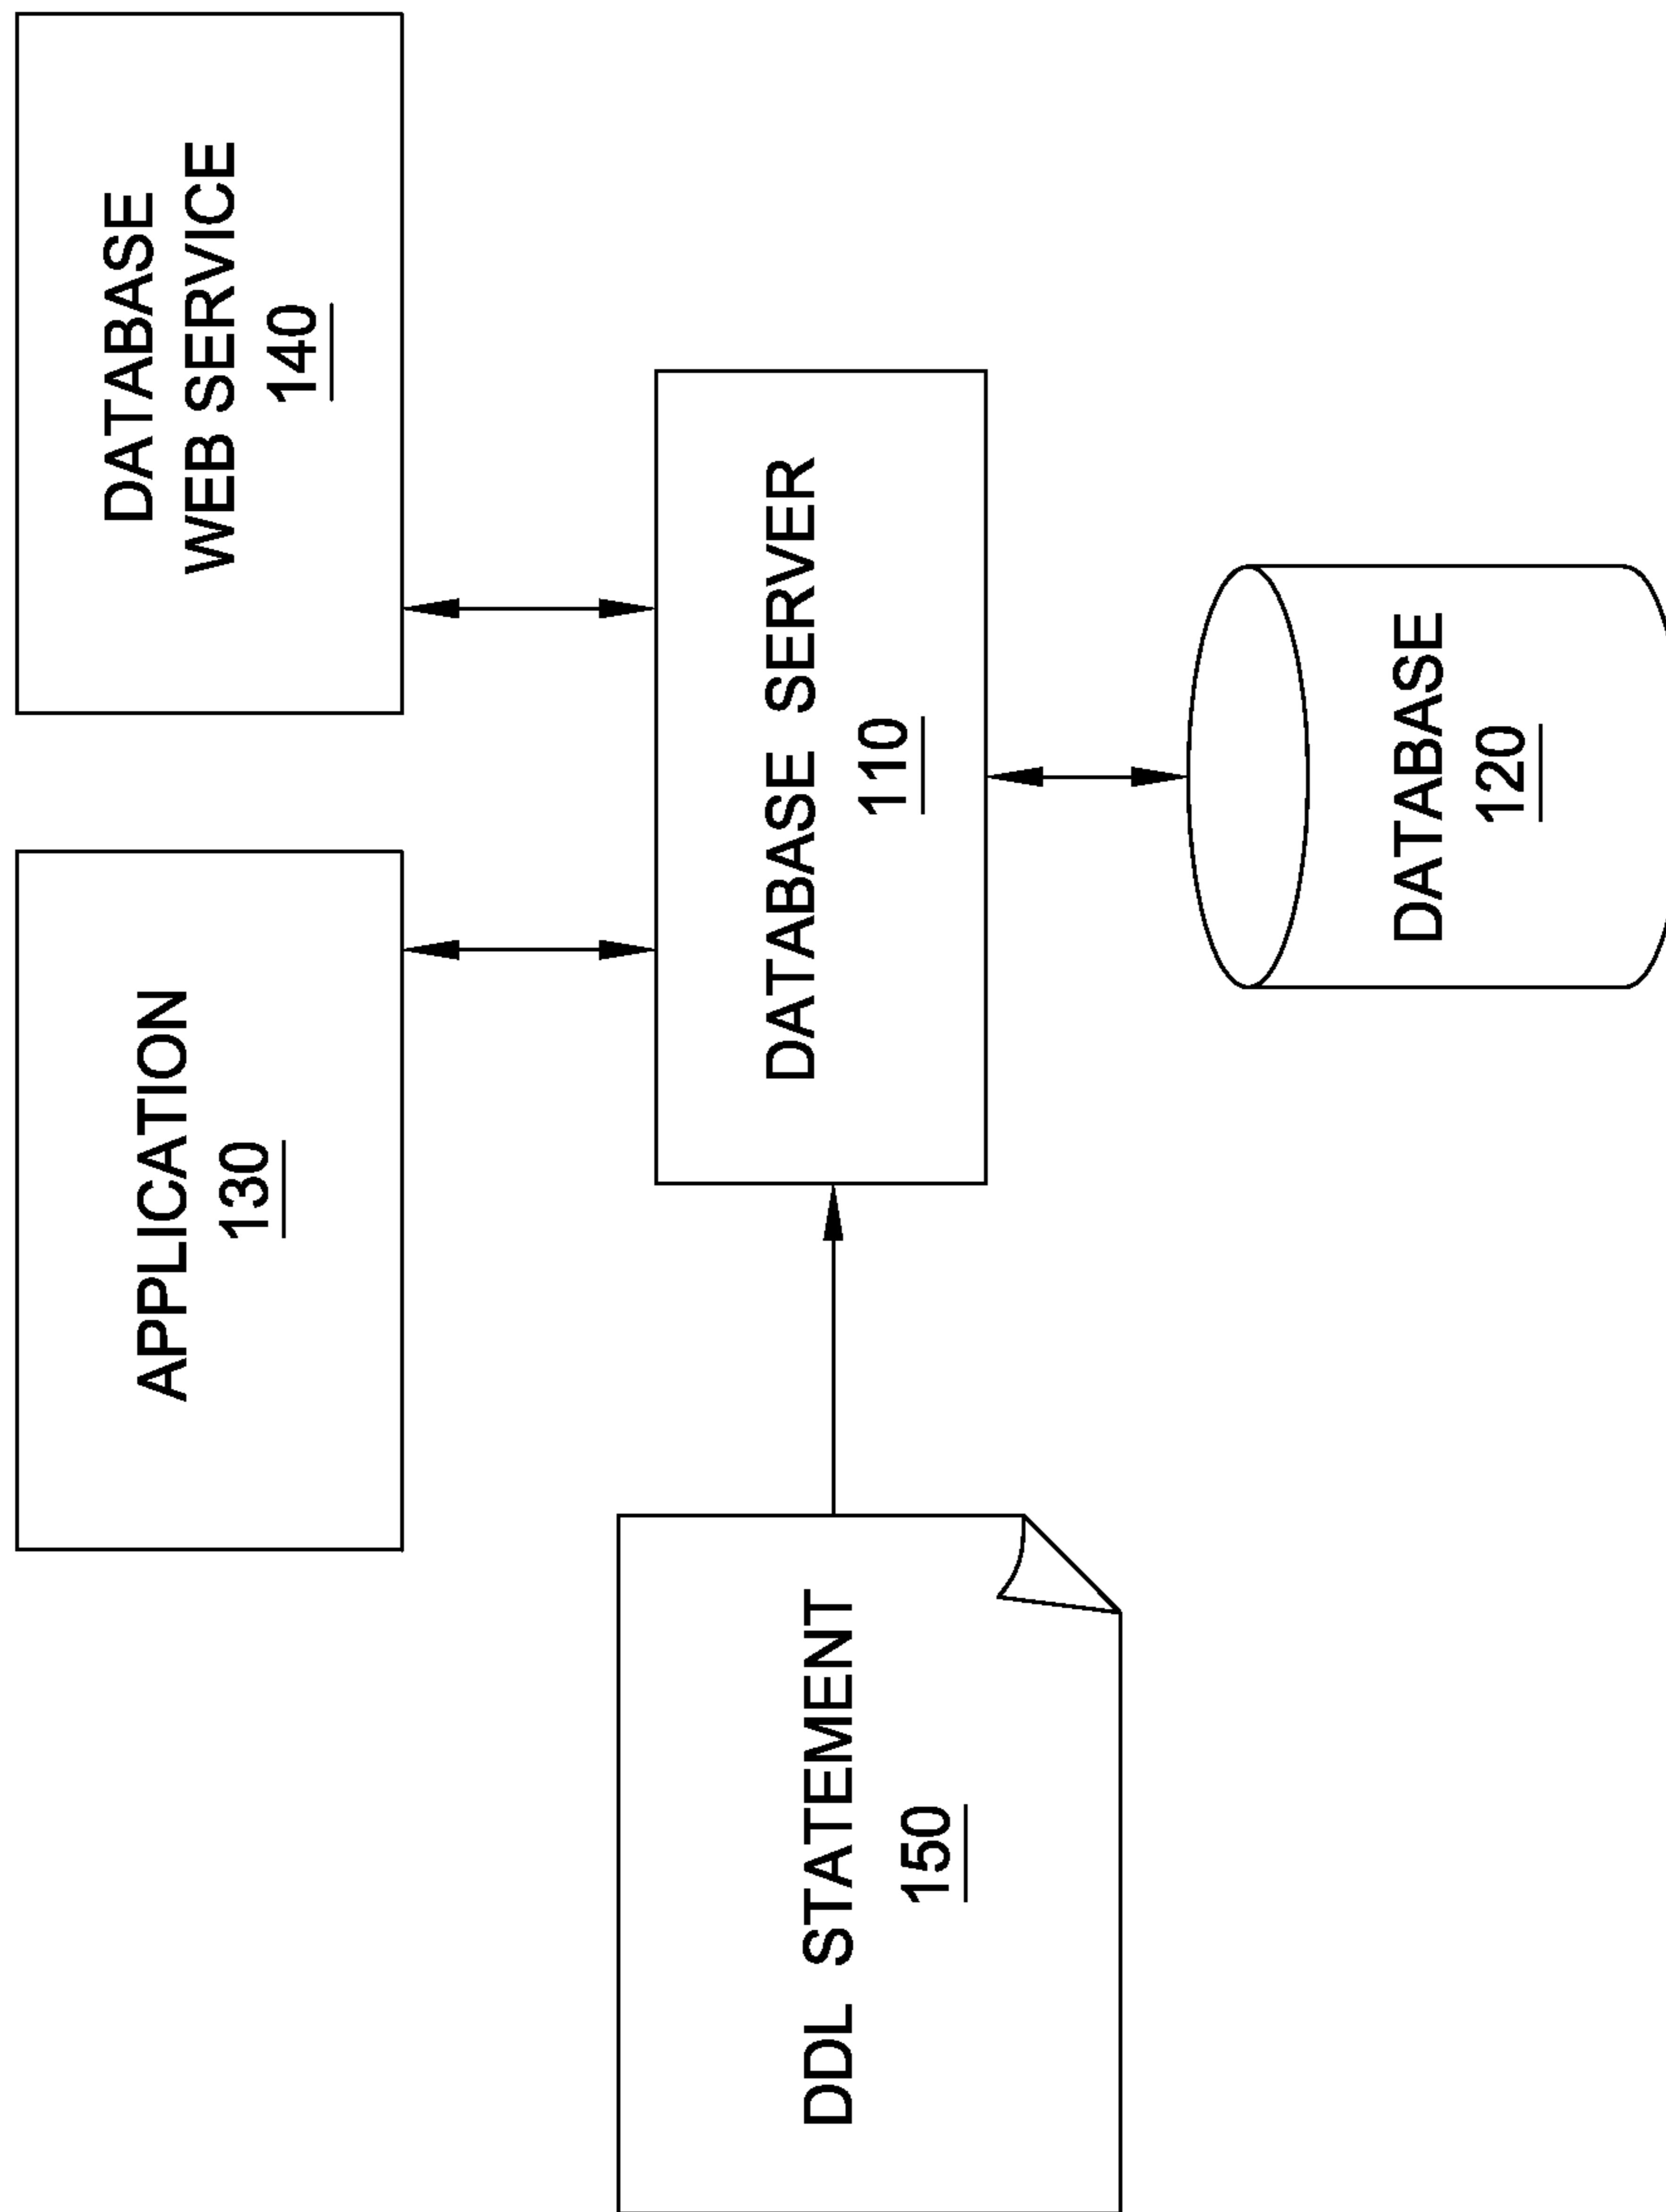 APPLICATION
130
DATABASE
WEB SERVICE
140
DDL STATEMENT
150
DATABASE SERVER
110
DATABASE
120